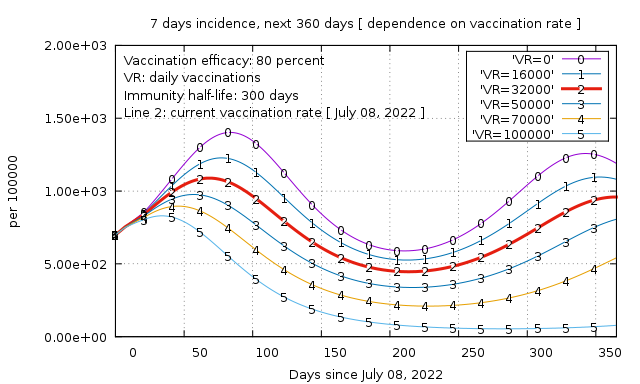 7 days incidence, next 360 days [ dependence on vaccination rate ]
2.00e+03
1.50e+03
1.00e+03
5.00e+02
0.00e+00
per 100000
Vaccination efficacy: 80 percent
VR: daily vaccinations
Immunity half-life: 300 days
Line 2: current vaccination rate [ July 08, 2022 ]
'VR=0' 0
'VR=16000' 1
'VR=32000' 2
'VR=50000' 3
'VR=70000' 4
'VR=100000' 5
0 50 100 150 200 250 300 350
Days since July 08, 2022